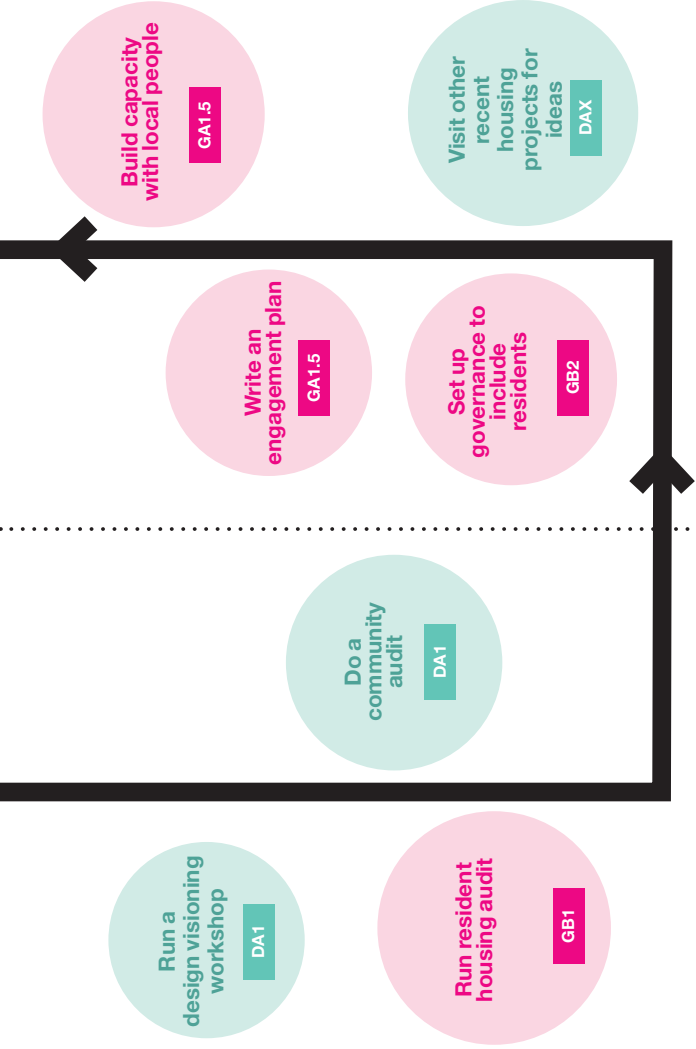 Run a
design visioning
workshop
DA1
Run resident
housing audit
GB1
Do a
community
audit
DA1
Write an
engagement plan
GA1.5
Set up
governance to
include
residents
GB2
Build capacity
with local people
GA1.5
Visit other
recent
housing
projects for
ideas
DAX